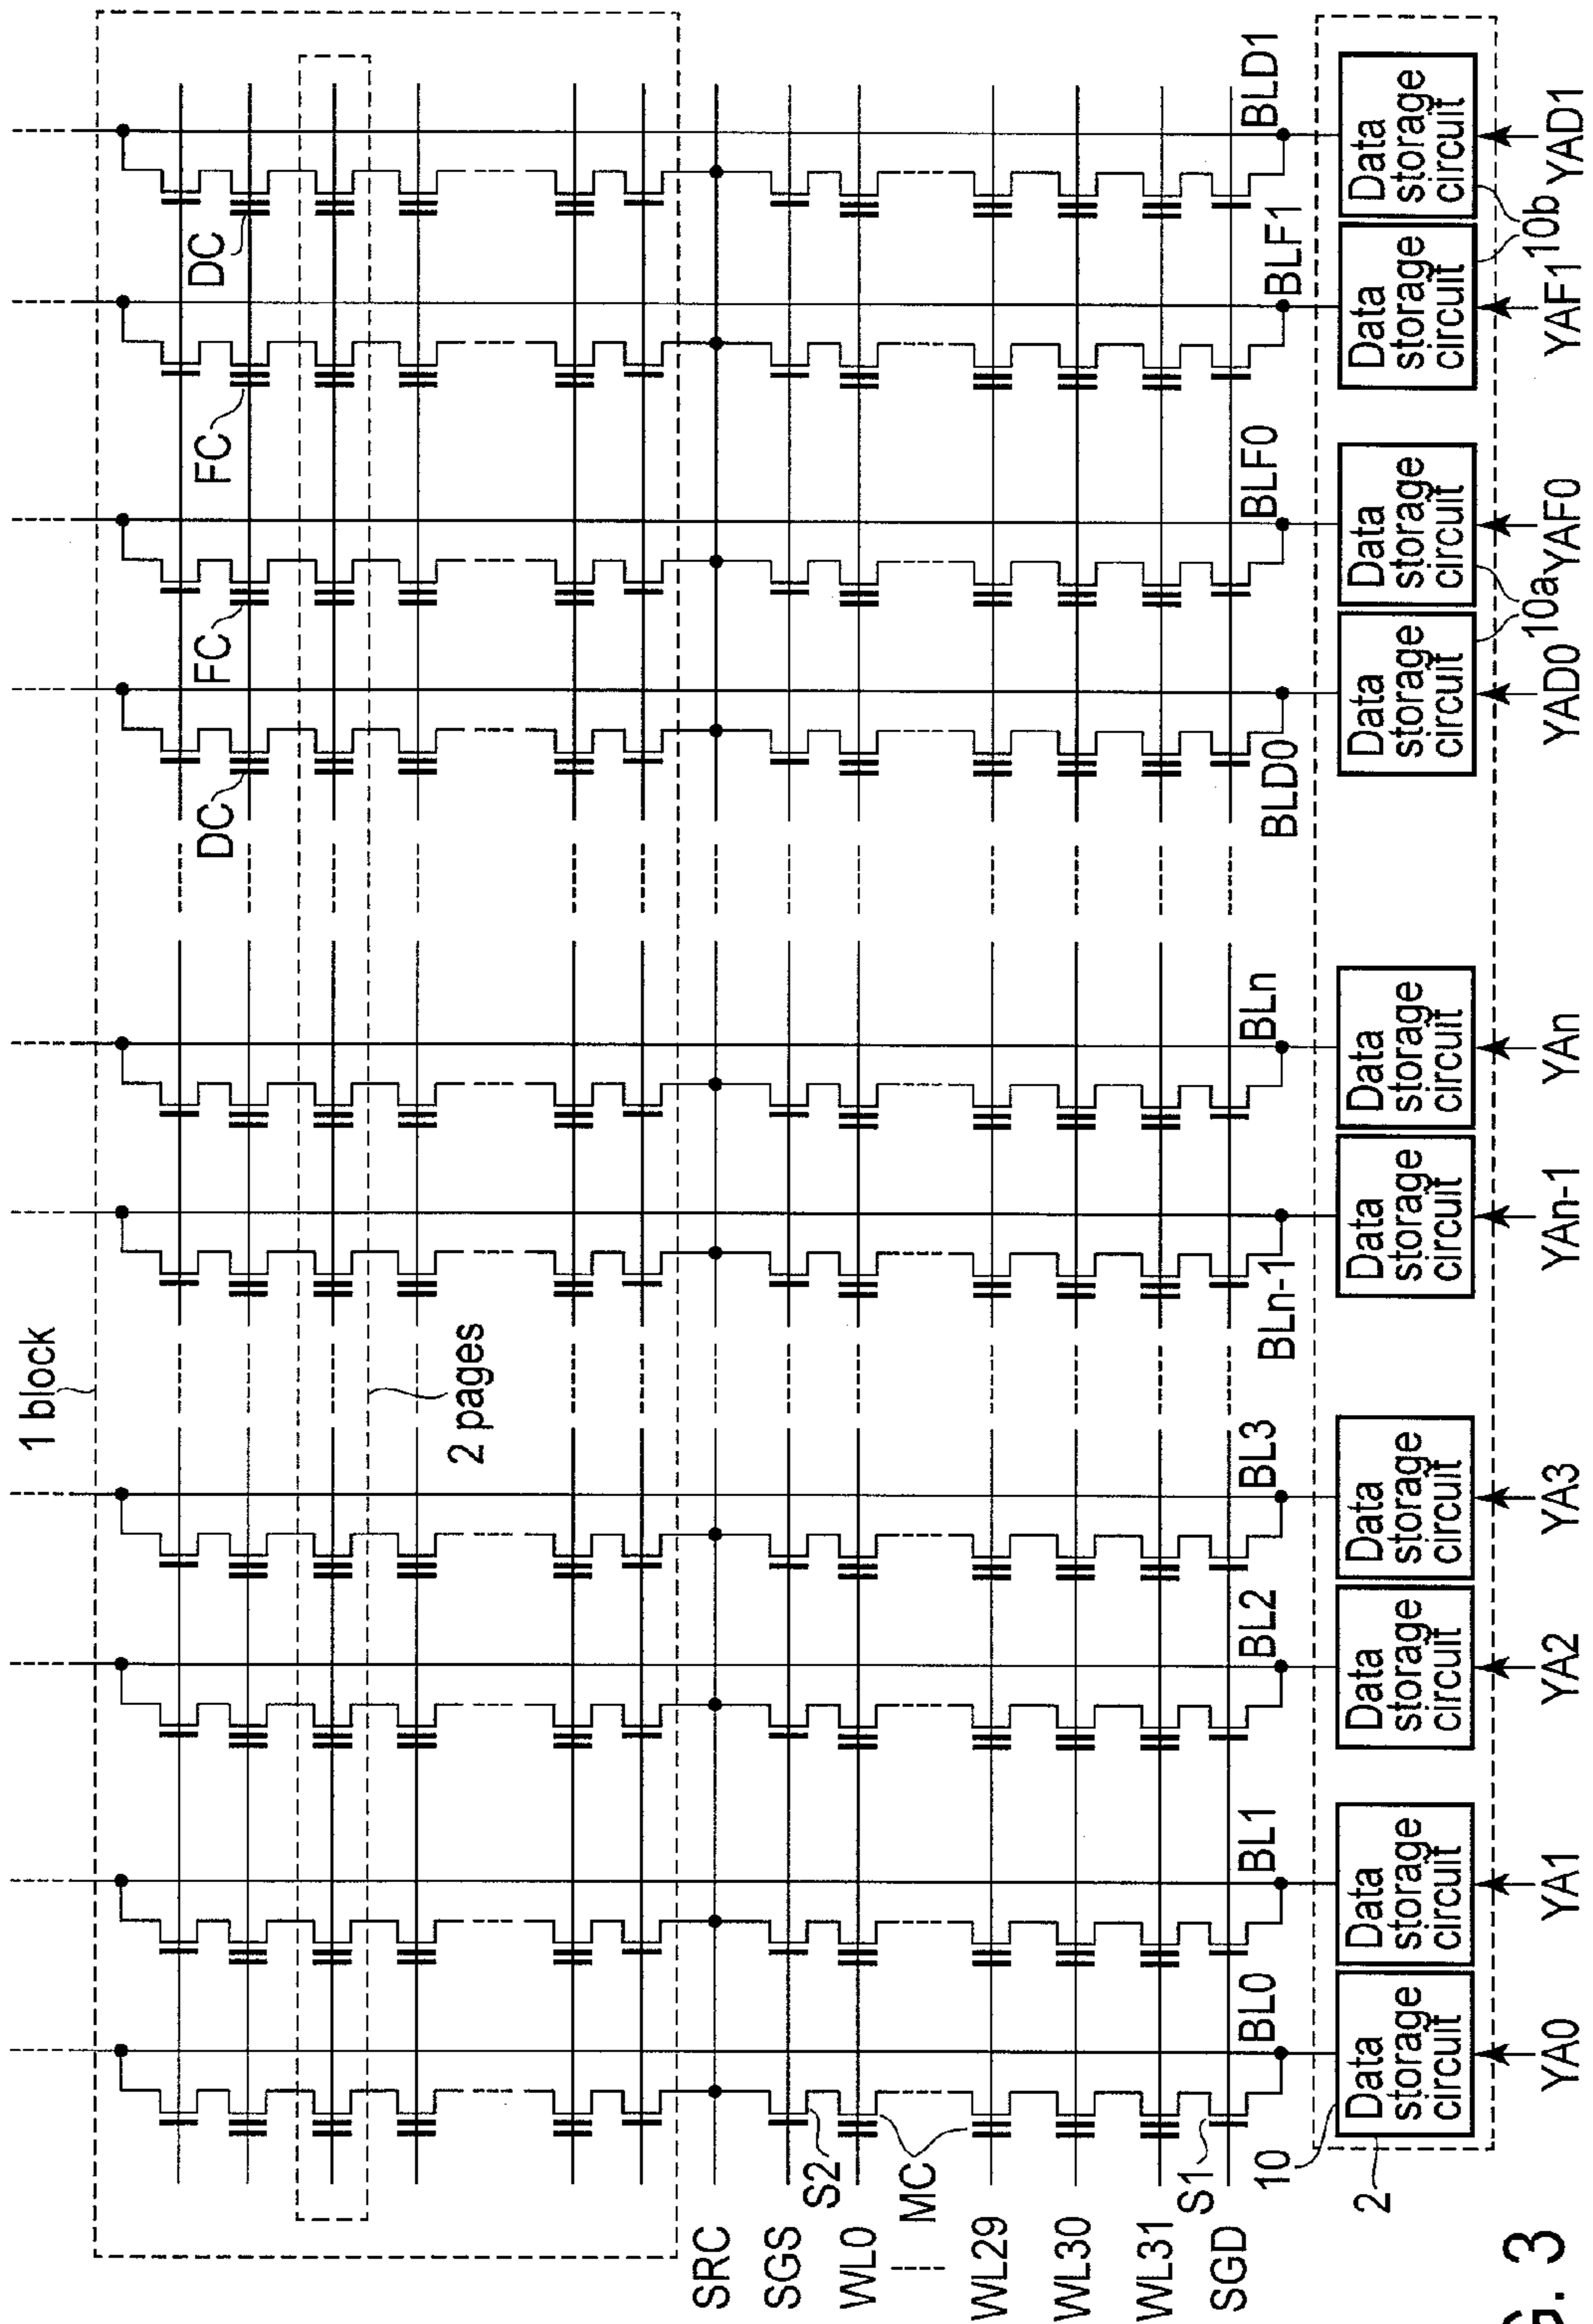 1 block
2 pages
DC
FC
FC
DC
SRC
SGS
S2
WL0
MC
WL29
WL30
WL31
S1
SGD
BL0
BL1
BL2
BL3
BLn-1
BLn
BLD0
BLF0
BLF1
BLD1
10
2
Data
storage
circuit
Data
storage
circuit
Data
storage
circuit
Data
storage
circuit
Data
storage
circuit
Data
storage
circuit
Data
storage
circuit
Data
storage
circuit
Data
storage
circuit
Data
storage
circuit
10a
10b
YA0
YA1
YA2
YA3
YAn-1
YAn
YAD0
YAF0
YAF1
YAD1
G. 3